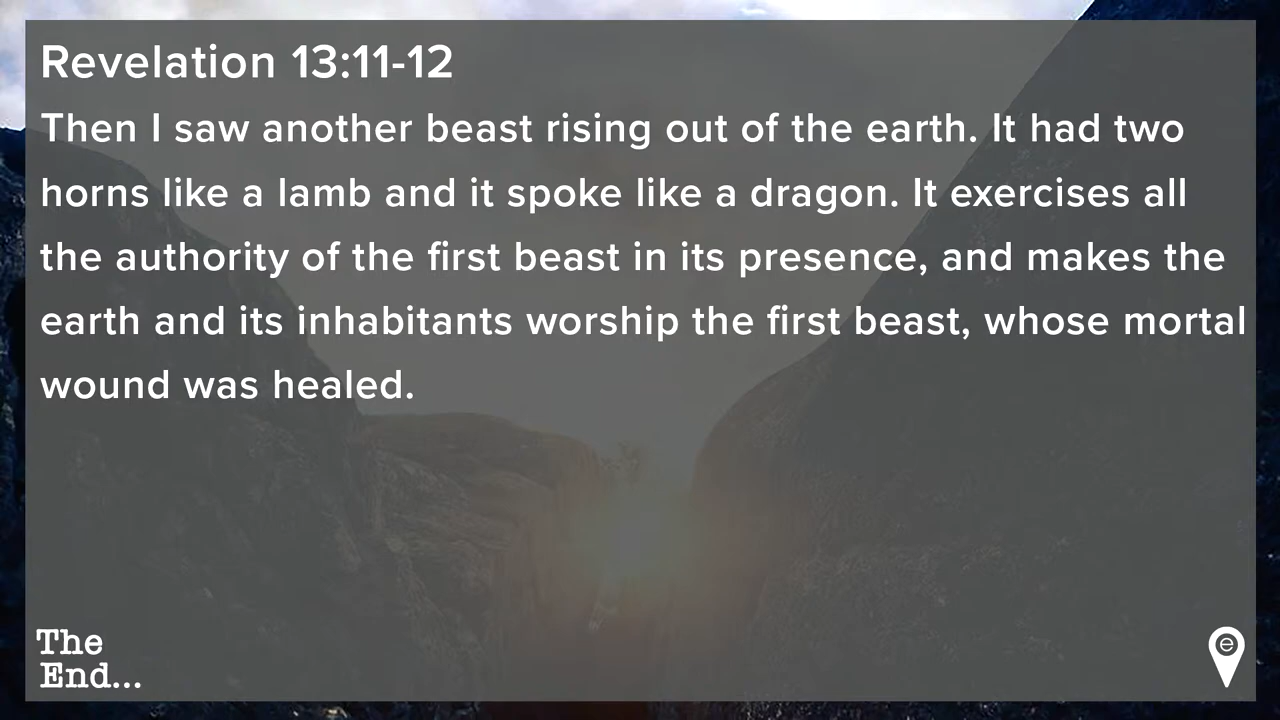 Revelation 13:11-12
Then I saw another beast rising out of the earth. It had two
horns like a lamb and it spoke like a dragon. It exercises all
the authority of the first beast in its presence, and makes the
earth and its inhabitants worship the first beast, whose mortal
wound was healed.
The
End...
e